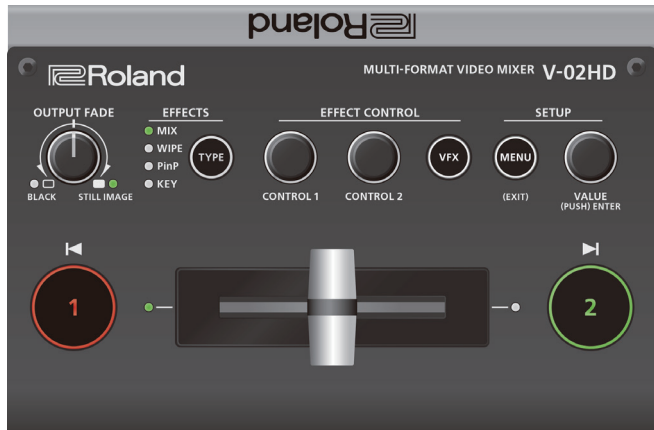 Roland
Roland
MULTI-FORMAT VIDEO MIXER V-02HD
OUTPUT FADE
EFFECTS
EFFECT CONTROL
SETUP
MIX
WIPE
PinP
KEY
TYPE
VFX
MENU
BLACK
STILL IMAGE
CONTROL 1
CONTROL 2
(EXIT)
VALUE
(PUSH) ENTER
1
2